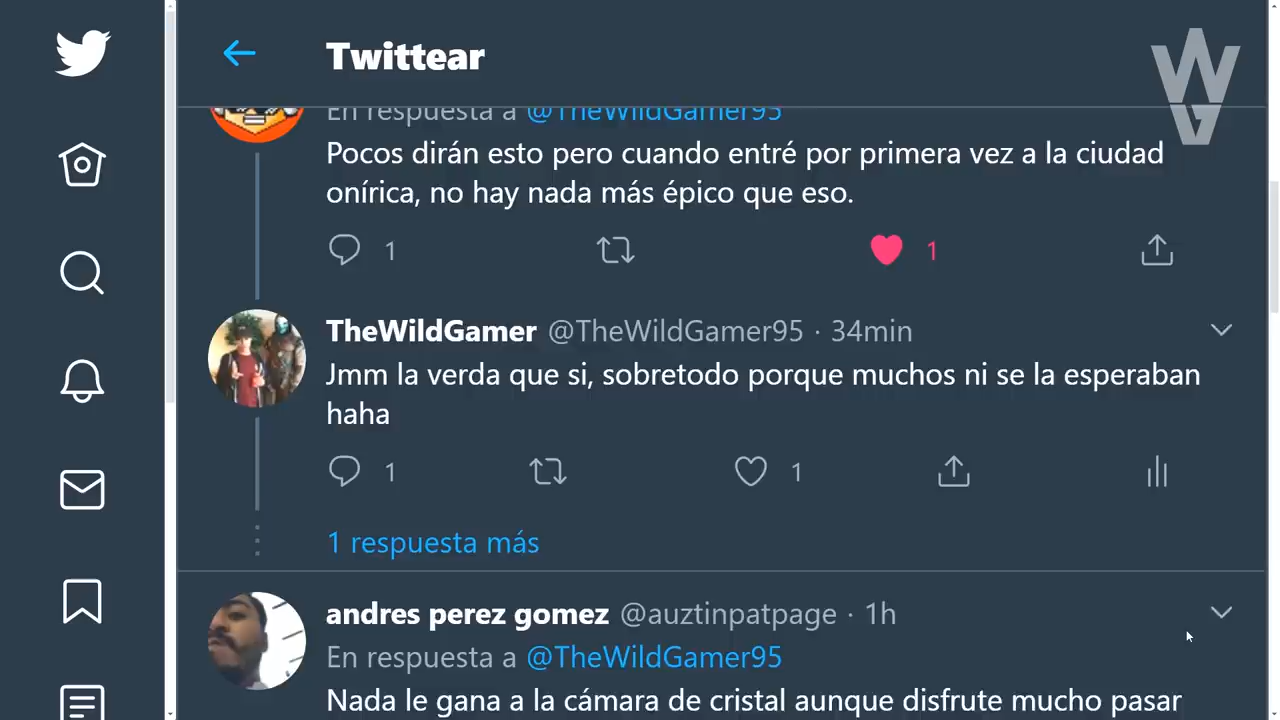 Twittear
WG
En respuesta a @TheWildGamer95
Pocos dirán esto pero cuando entré por primera vez a la ciudad
onírica, no hay nada más épico que eso.
1 1
TheWildGamer @TheWildGamer95 · 34min
Jmm la verda que si, sobretodo porque muchos ni se la esperaban
haha
1 1
1 respuesta más
andres perez gomez @auztinpatpage · 1h
En respuesta a @TheWildGamer95
Nada le gana a la cámara de cristal aunque disfrute mucho pasar